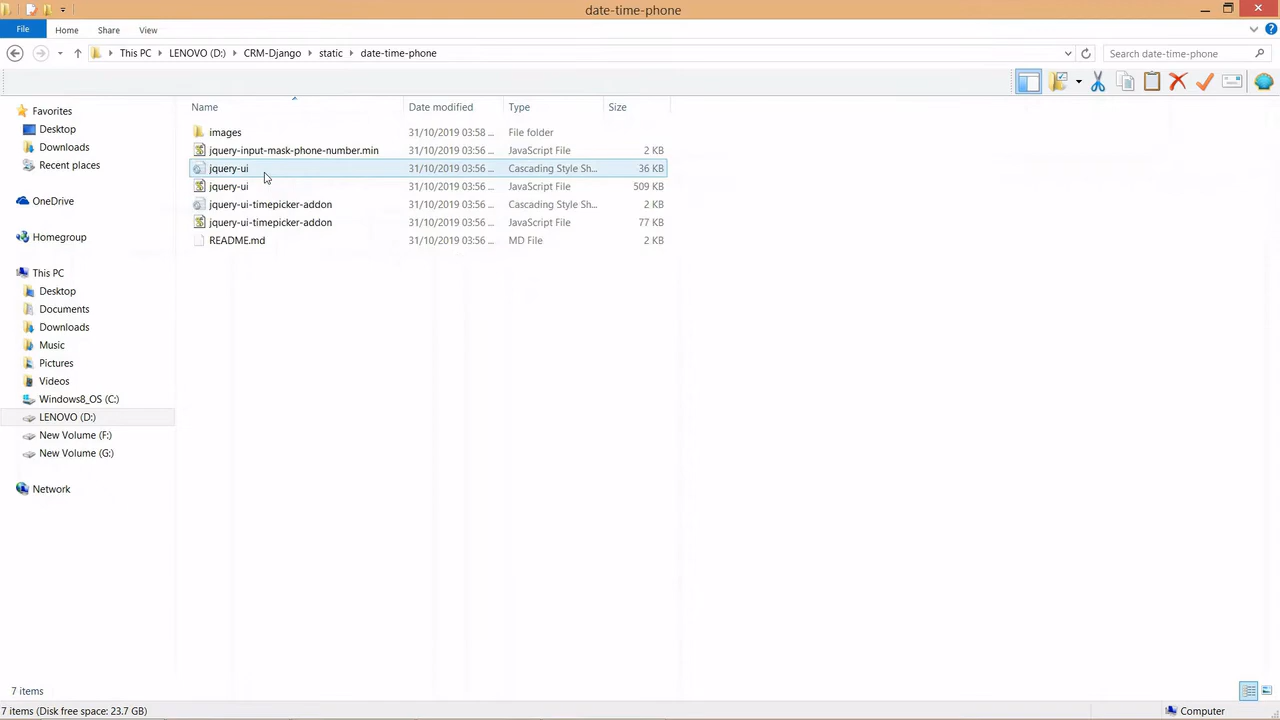 date-time-phone
File Home Share View
This PC LENOVO (D:) CRM-Django static date-time-phone Search date-time-phone
Favorites
Desktop
Downloads
Recent places
OneDrive
Homegroup
This PC
Desktop
Documents
Downloads
Music
Pictures
Videos
Windows8_OS (C:)
LENOVO (D:)
New Volume (F:)
New Volume (G:)
Network
Name Date modified Type Size
images 31/10/2019 03:58 ... File folder
jquery-input-mask-phone-number.min 31/10/2019 03:56 ... JavaScript File 2 KB
jquery-ui 31/10/2019 03:56 ... Cascading Style Sh... 36 KB
jquery-ui 31/10/2019 03:56 ... JavaScript File 509 KB
jquery-ui-timepicker-addon 31/10/2019 03:56 ... Cascading Style Sh... 2 KB
jquery-ui-timepicker-addon 31/10/2019 03:56 ... JavaScript File 77 KB
README.md 31/10/2019 03:56 ... MD File 2 KB
7 items
7 items (Disk free space: 23.7 GB) Computer